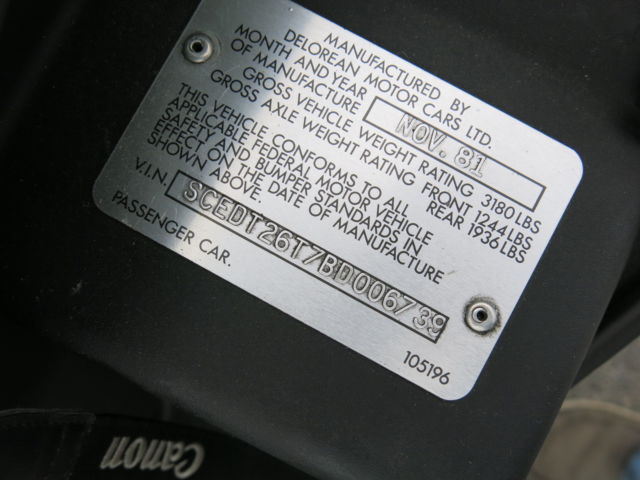 MANUFACTURED BY
DELOREAN MOTOR CARS LTD.
MONTH AND YEAR
OF MANUFACTURE NOV. 81
GROSS VEHICLE WEIGHT RATING 3180 LBS
GROSS AXLE WEIGHT RATING FRONT 1244 LBS
REAR 1936 LBS
THIS VEHICLE CONFORMS TO ALL
APPLICABLE FEDERAL MOTOR VEHICLE
SAFETY AND BUMPER STANDARDS IN
EFFECT ON THE DATE OF MANUFACTURE
SHOWN ABOVE.
V.I.N. SCEDT26T7BD006739
PASSENGER CAR.
105196
Canon